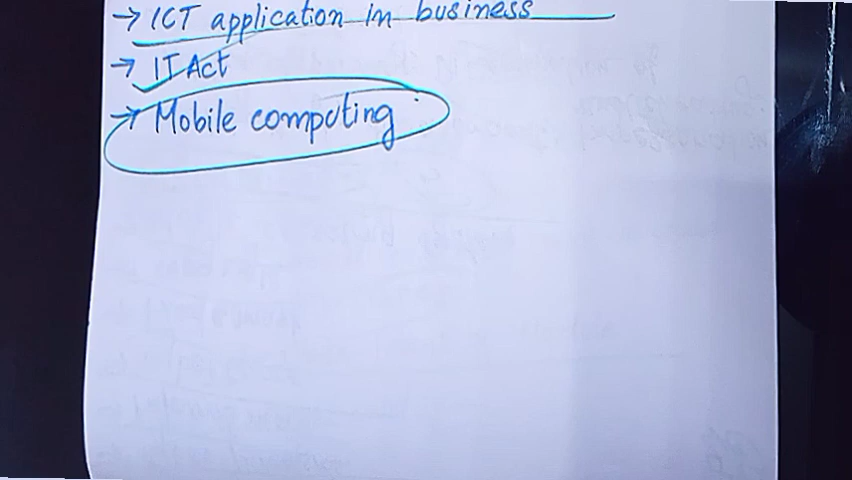 → ICT application in business
→ IT Act
→ Mobile computing